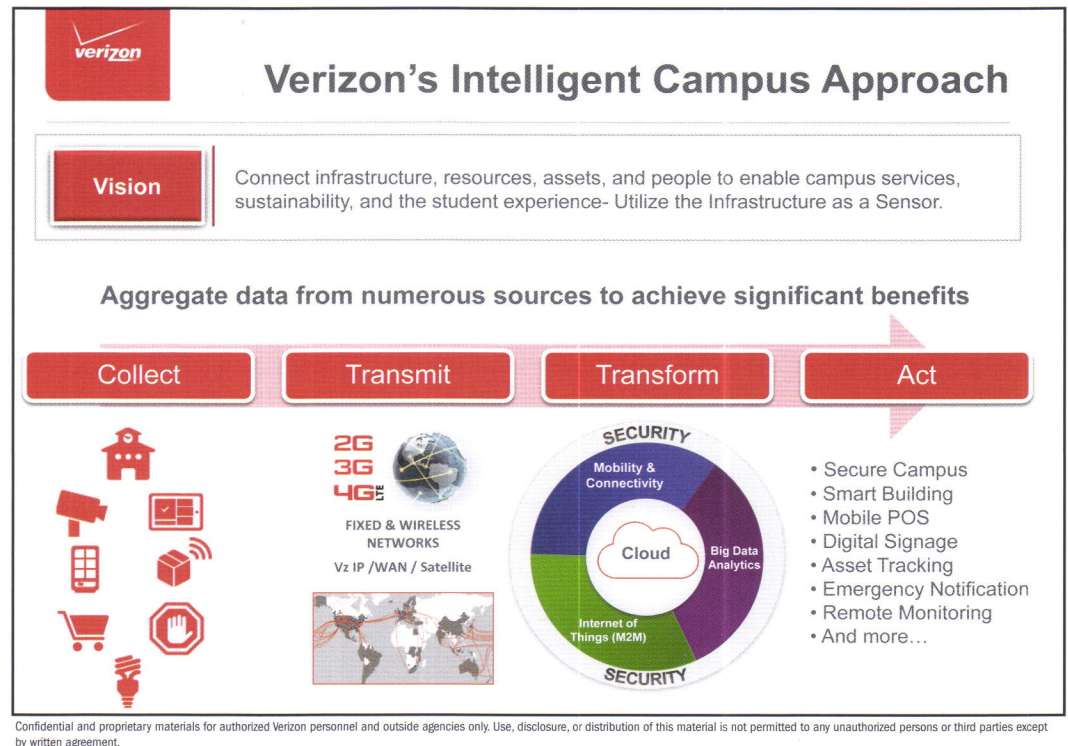 verizon
Verizon's Intelligent Campus Approach
Vision
Connect infrastructure, resources, assets, and people to enable campus services,
sustainability, and the student experience- Utilize the Infrastructure as a Sensor.
Aggregate data from numerous sources to achieve significant benefits
Collect
Transmit
Transform
Act
2G
3G
4G LTE
FIXED & WIRELESS
NETWORKS
Vz IP /WAN / Satellite
SECURITY
Mobility &
Connectivity
Cloud
Big Data
Analytics
Internet of
Things (M2M)
SECURITY
• Secure Campus
• Smart Building
• Mobile POS
• Digital Signage
• Asset Tracking
• Emergency Notification
• Remote Monitoring
• And more…
Confidential and proprietary materials for authorized Verizon personnel and outside agencies only. Use, disclosure, or distribution of this material is not permitted to any unauthorized persons or third parties except
by written agreement.